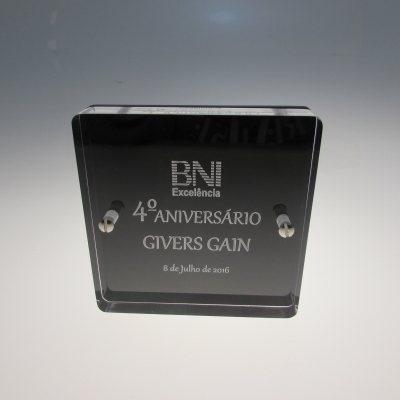 BNI
Excelência
4º ANIVERSÁRIO
GIVERS GAIN
8 de Julho de 2016